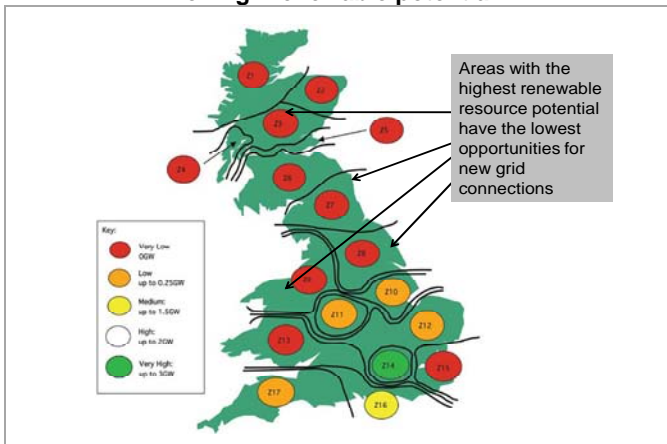 Areas with the
highest renewable
resource potential
have the lowest
opportunities for
new grid
connections
Z1
Z2
Z3
Z5
Z4
Z6
Z7
Z8
Z9
Z10
Z11
Z12
Z13
Z14
Z15
Z17
Z16
Key:
Very Low
0GW
Low
up to 0.25GW
Medium:
up to 1.5GW
High:
up to 2GW
Very High:
up to 3GW